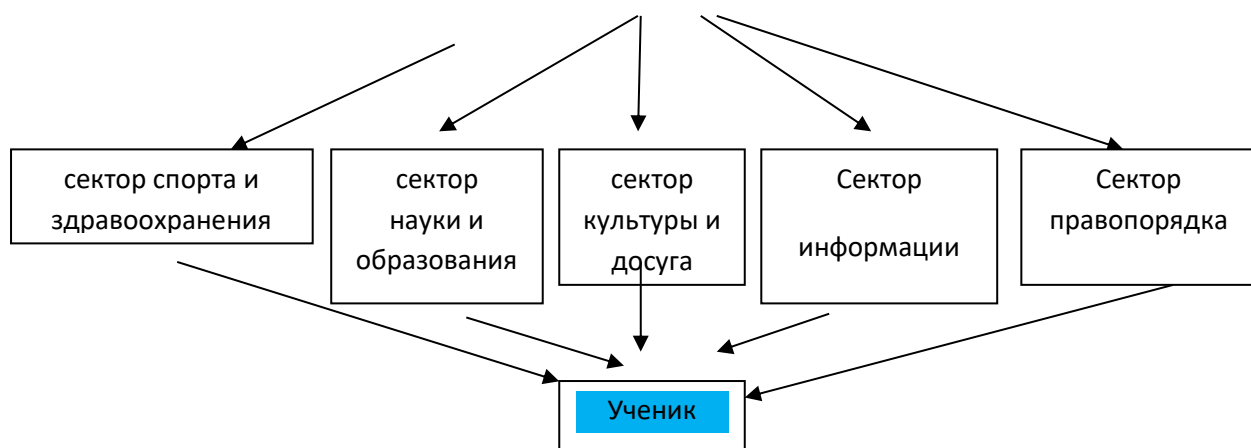 сектор спорта и
здравоохранения
сектор
науки и
образования
сектор
культуры и
досуга
Сектор
информации
Сектор
правопорядка
Ученик